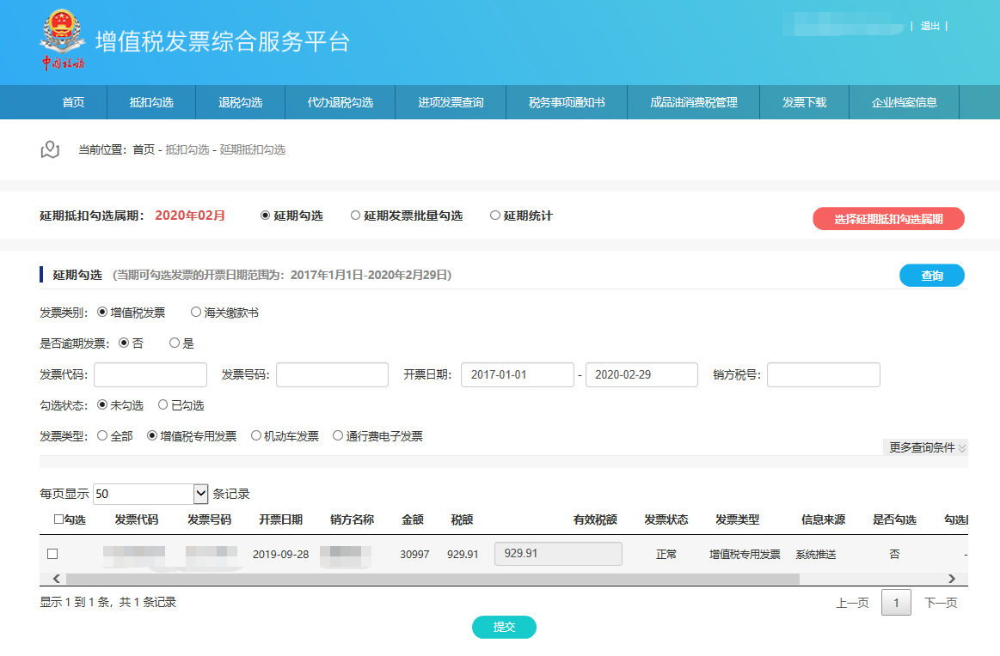 中国税务
增值税发票综合服务平台
| 退出 |
首页 抵扣勾选 退税勾选 代办退税勾选 进项发票查询 税务事项通知书 成品油消费税管理 发票下载 企业档案信息
当前位置：首页 - 抵扣勾选 - 延期抵扣勾选
延期抵扣勾选属期： 2020年02月 延期勾选 延期发票批量勾选 延期统计 选择延期抵扣勾选属期
延期勾选 (当期可勾选发票的开票日期范围为：2017年1月1日-2020年2月29日) 查询
发票类别： 增值税发票 海关缴款书
是否逾期发票： 否 是
发票代码： 发票号码： 开票日期： 2017-01-01 - 2020-02-29 销方税号：
勾选状态： 未勾选 已勾选
发票类型： 全部 增值税专用发票 机动车发票 通行费电子发票
更多查询条件
每页显示 50 条记录
勾选 发票代码 发票号码 开票日期 销方名称 金额 税额 有效税额 发票状态 发票类型 信息来源 是否勾选 勾选
2019-09-28 30997 929.91 929.91 正常 增值税专用发票 系统推送 否 -
显示 1 到 1 条，共 1 条记录 上一页 1 下一页
提交